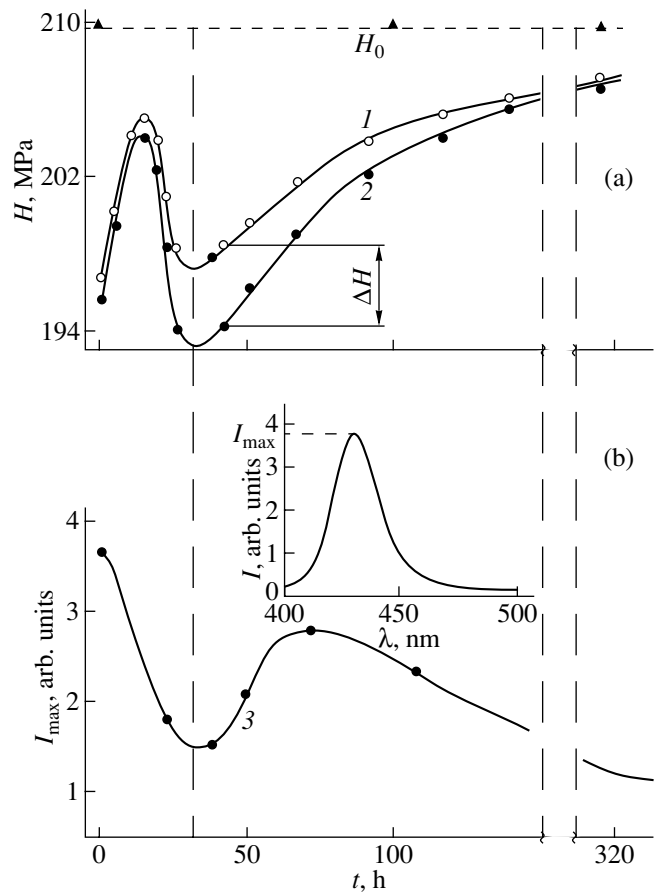 210
H₀
1
202
2
(a)
H, MPa
ΔH
194
4
I_max
3
2
1
0
I, arb. units
400
450
500
λ, nm
(b)
4
3
2
1
I_max, arb. units
3
0
50
100
320
t, h